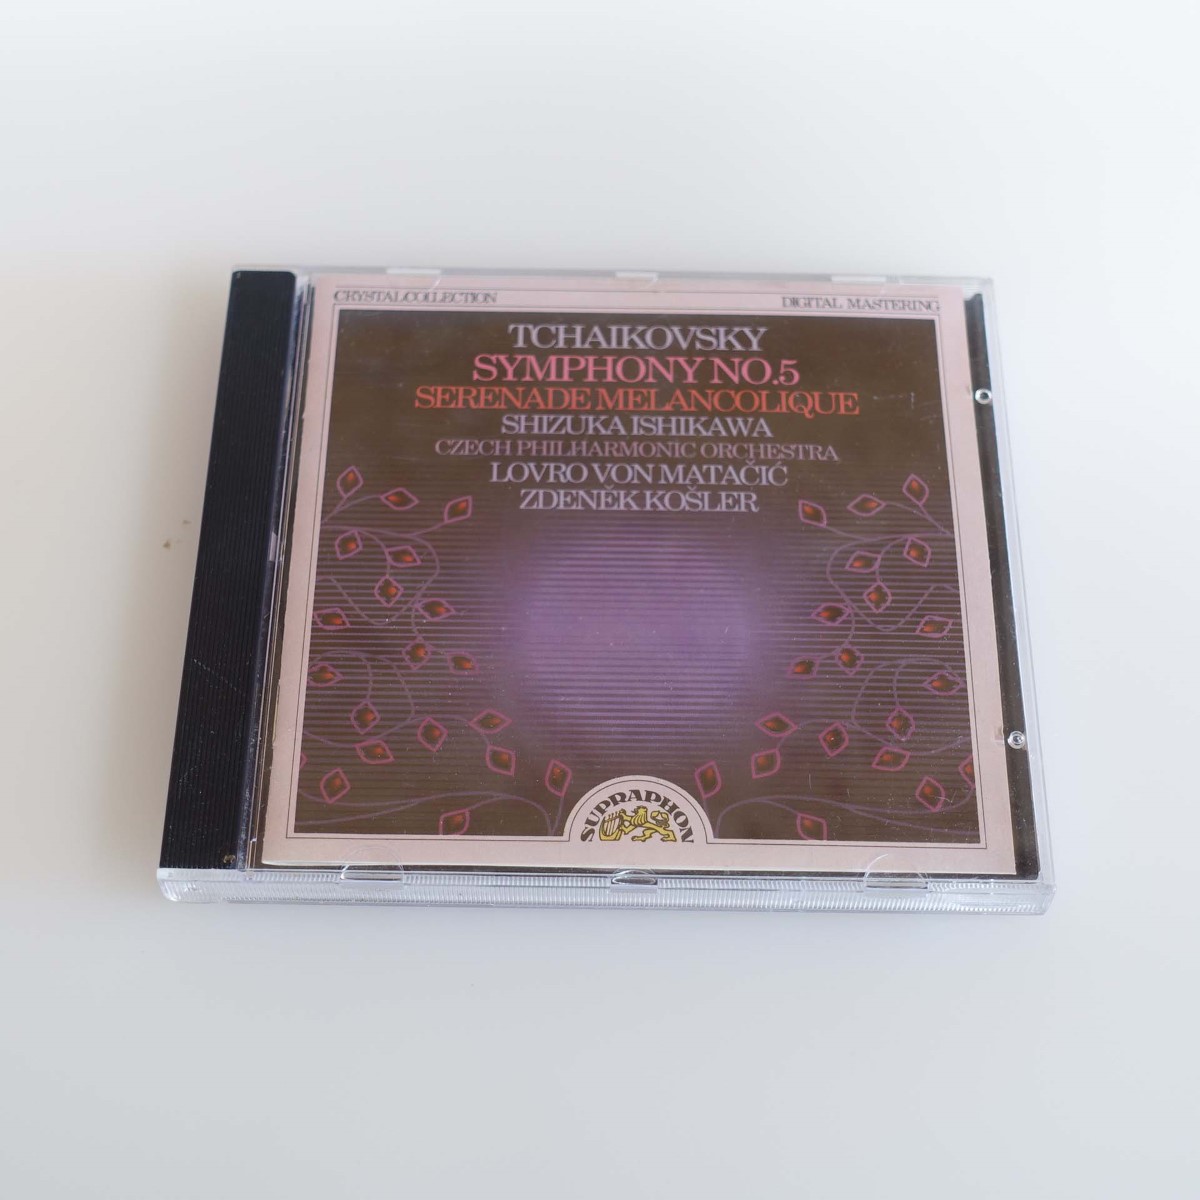 CRYSTAL COLLECTION
DIGITAL MASTERING
TCHAIKOVSKY
SYMPHONY NO.5
SERENADE MELANCOLIQUE
SHIZUKA ISHIKAWA
CZECH PHILHARMONIC ORCHESTRA
LOVRO VON MATAČIĆ
ZDENĚK KOŠLER
SUPRAPHON